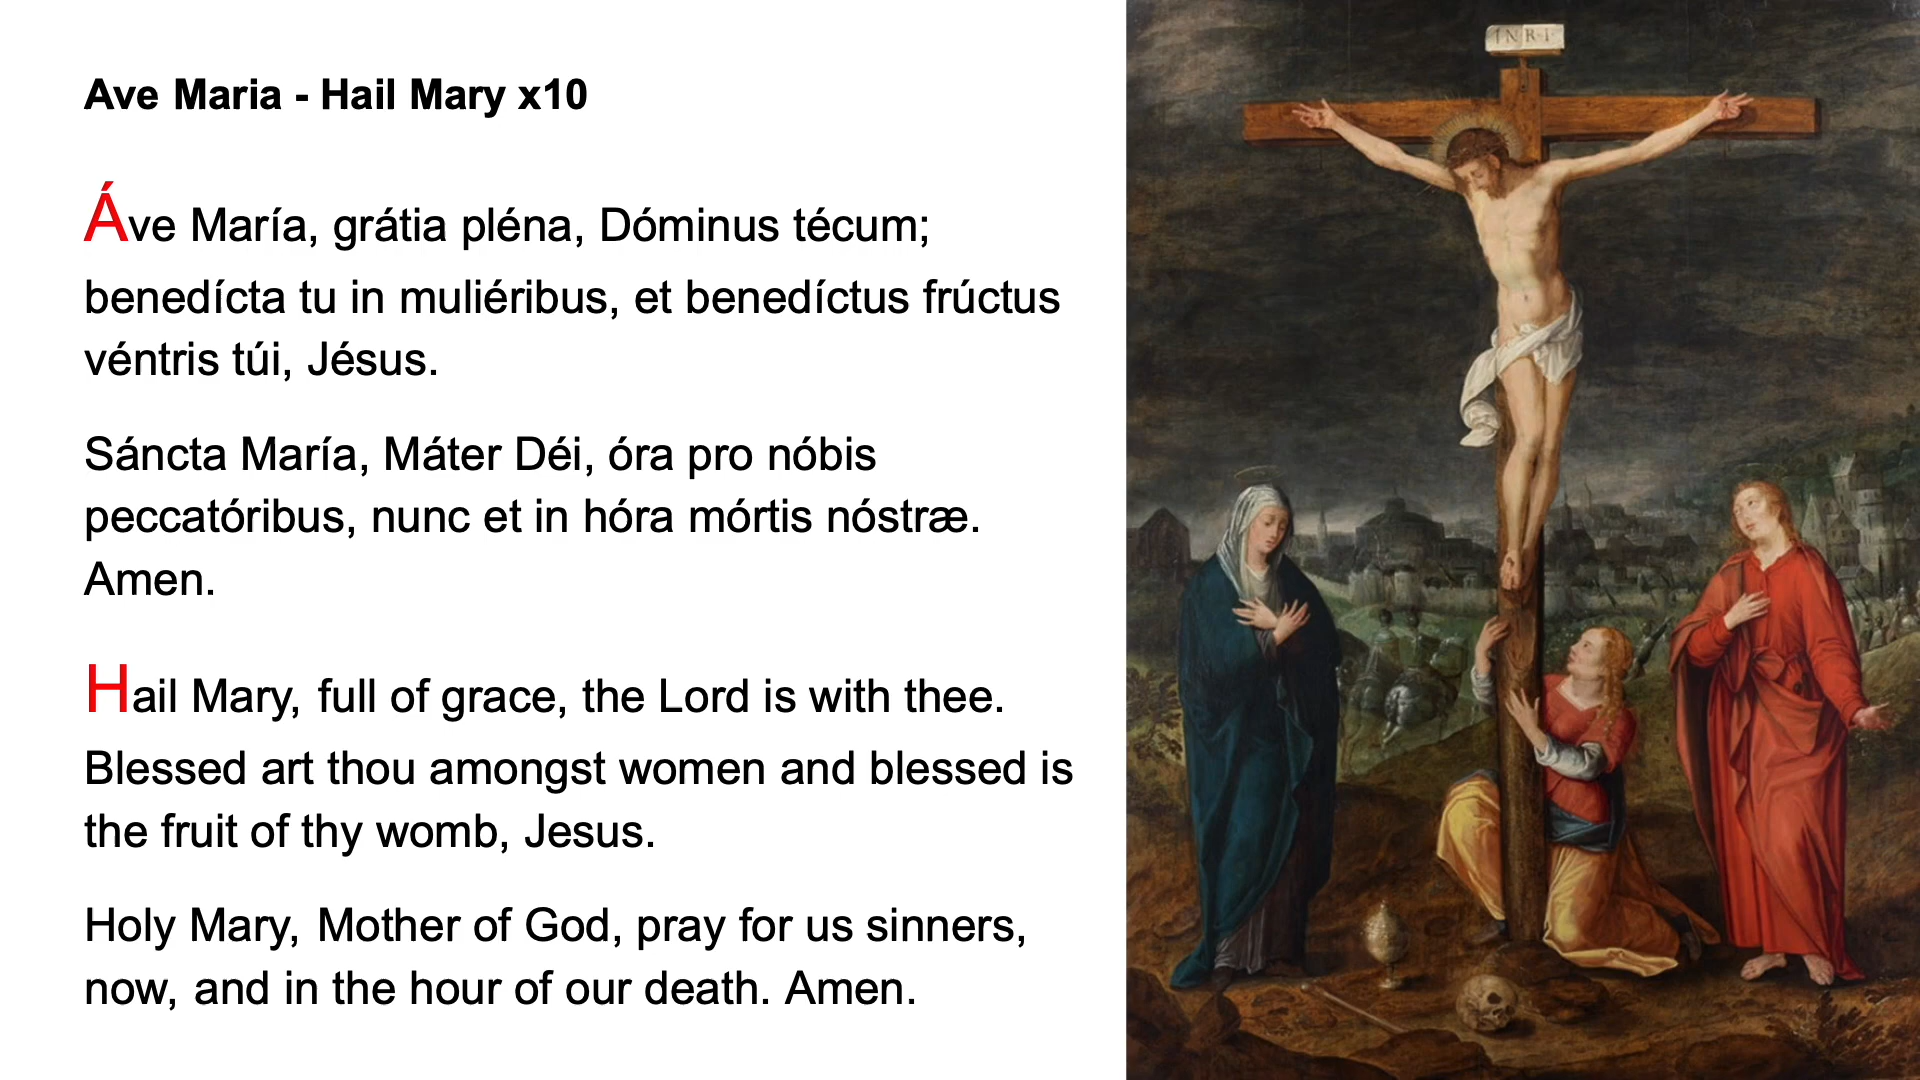 Ave Maria - Hail Mary x10
Áve María, grátia pléna, Dóminus técum;
benedícta tu in muliéribus, et benedíctus frúctus
véntris túi, Jésus.
Sáncta María, Máter Déi, óra pro nóbis
peccatóribus, nunc et in hóra mórtis nóstræ.
Amen.
Hail Mary, full of grace, the Lord is with thee.
Blessed art thou amongst women and blessed is
the fruit of thy womb, Jesus.
Holy Mary, Mother of God, pray for us sinners,
now, and in the hour of our death. Amen.
INRI